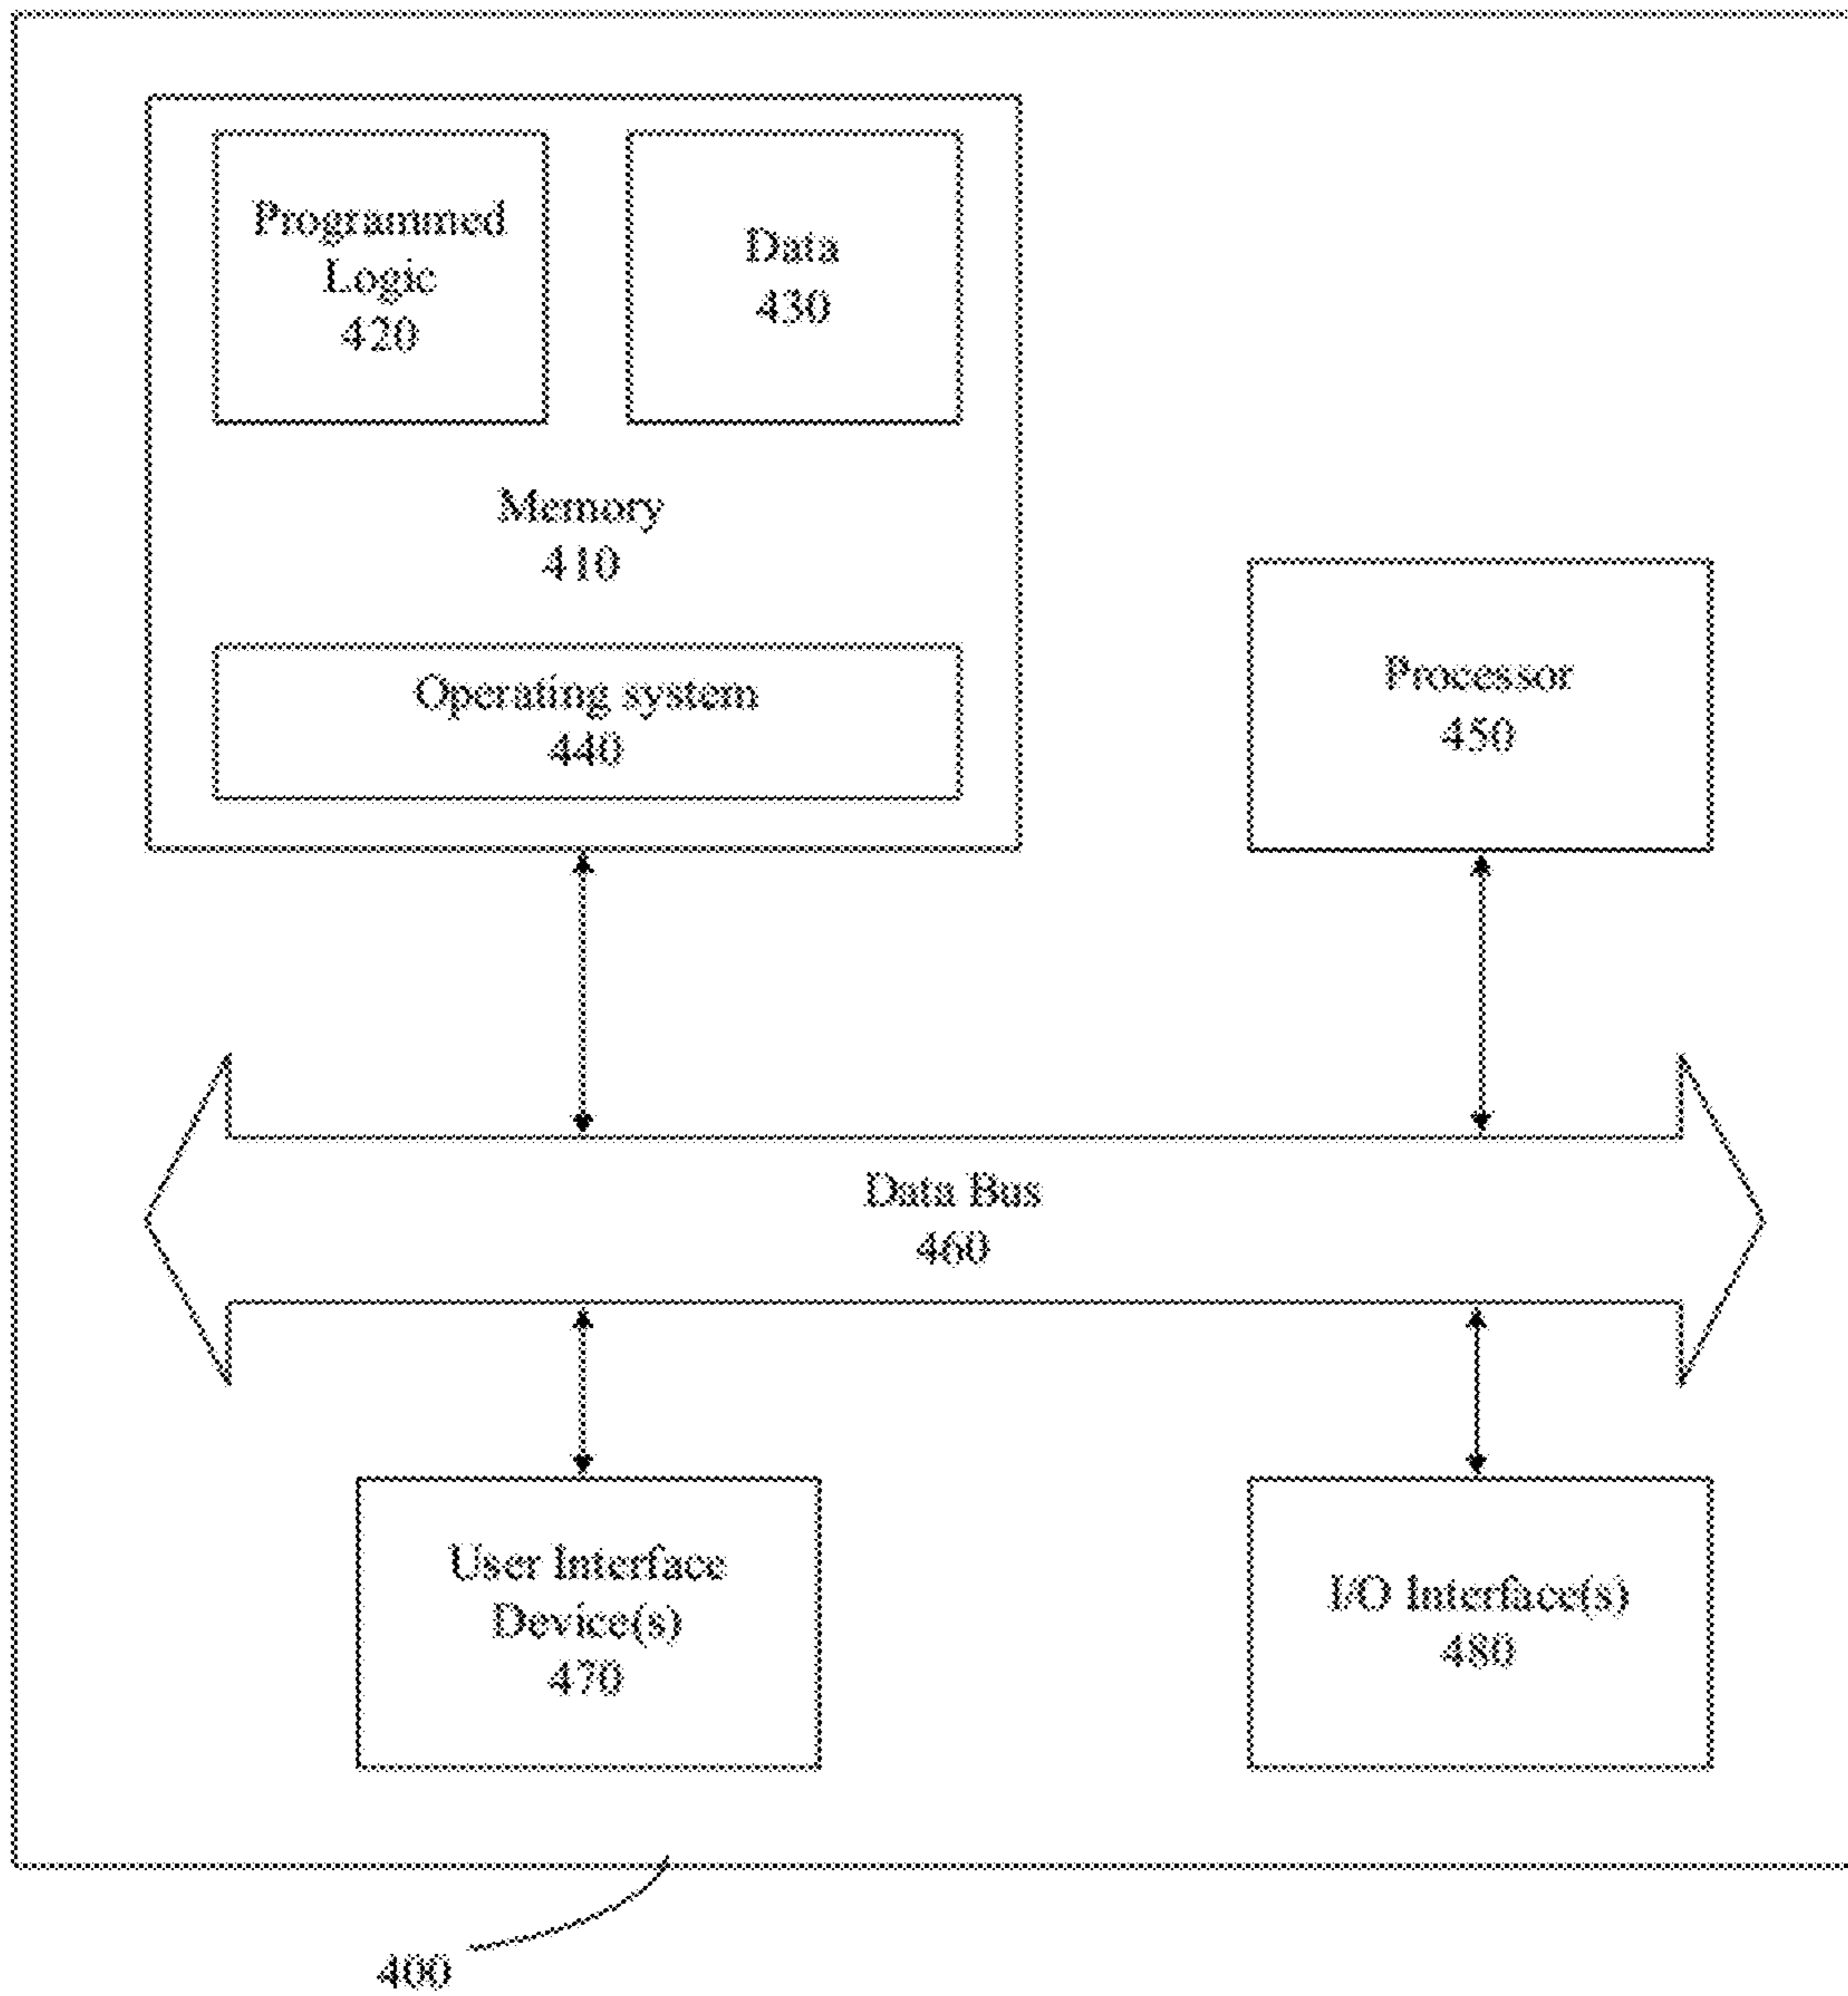 Programmed
Logic
420
Data
430
Memory
410
Operating system
440
Processor
450
Data Bus
460
User Interface
Device(s)
470
I/O Interface(s)
480
400